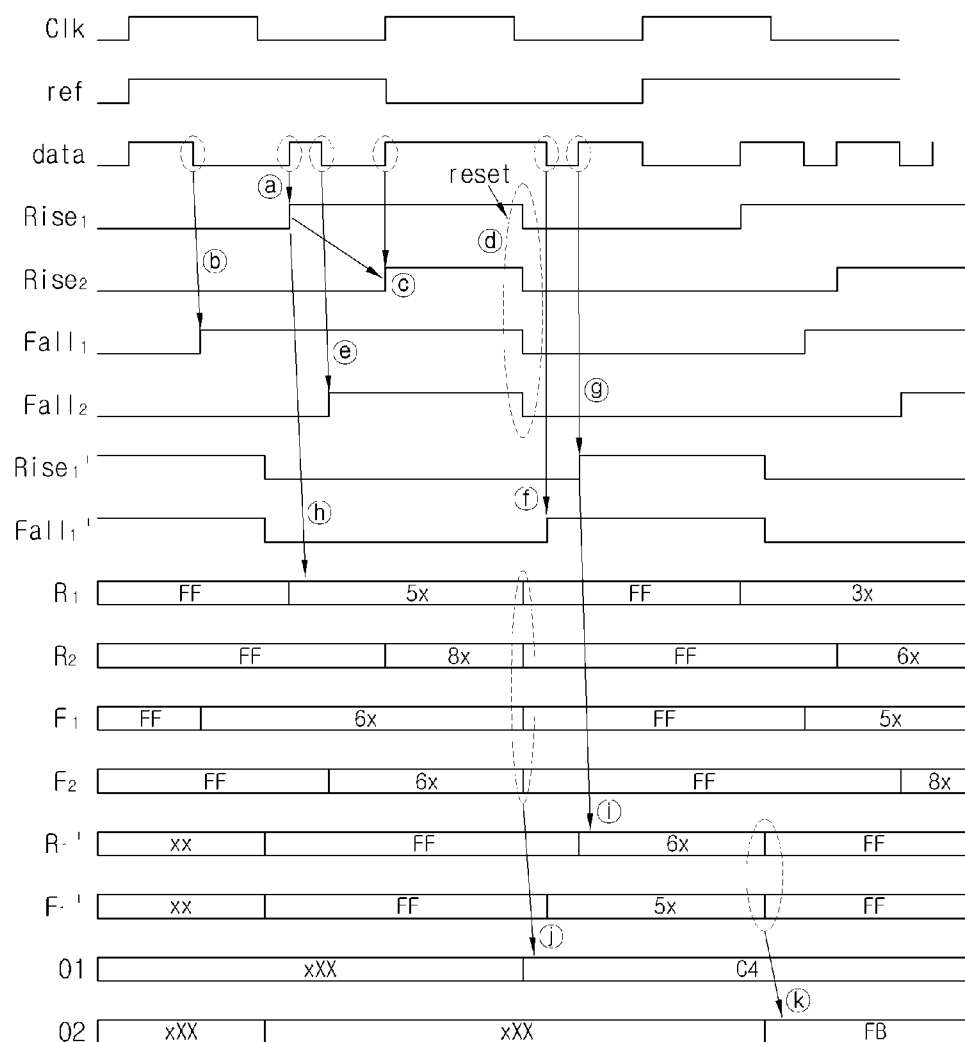 Clk
ref
data
ⓐ reset
Rise₁ ⓓ
ⓑ
Rise₂ ⓒ
Fall₁
ⓔ
Fall₂ ⓖ
Rise₁'
ⓗ ⓕ
Fall₁'
R₁ FF 5x FF 3x
R₂ FF 8x FF 6x
F₁ FF 6x FF 5x
F₂ FF 6x FF 8x
ⓘ
R₋' xx FF 6x FF
F₋' xx FF 5x FF
ⓙ
O1 xXX C4
ⓚ
O2 xXX xXX FB